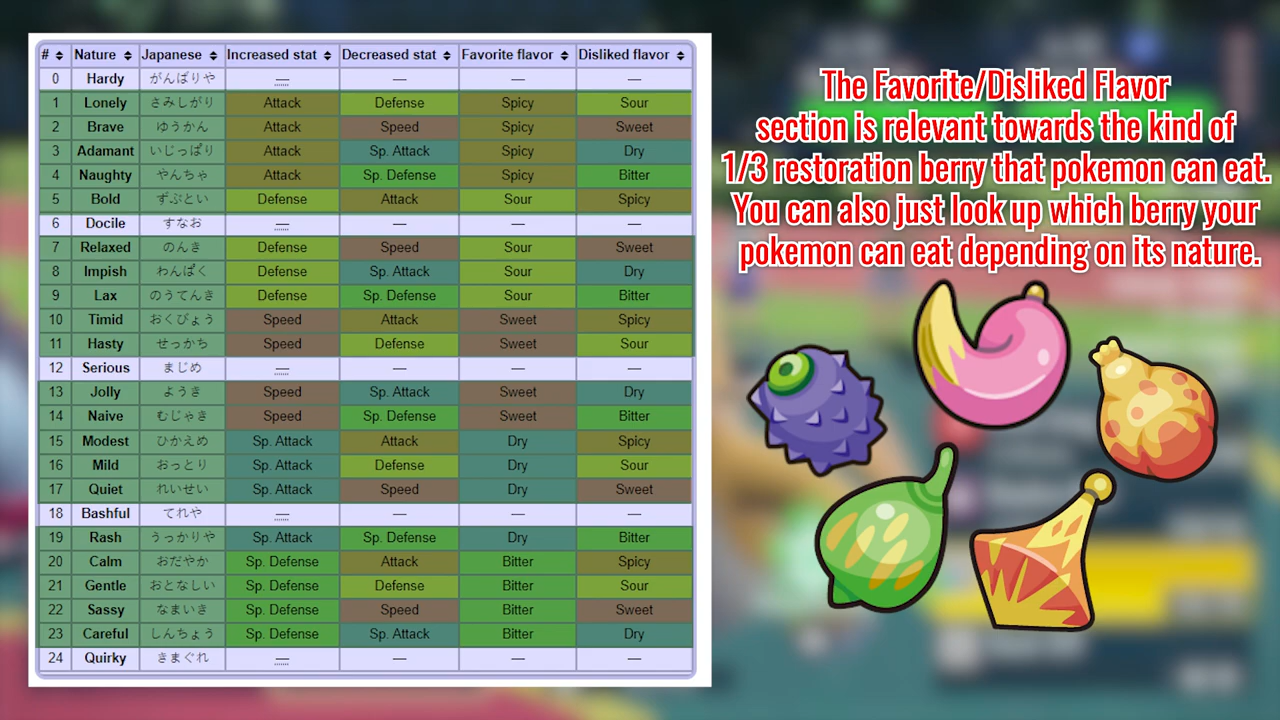 # Nature Japanese Increased stat Decreased stat Favorite flavor Disliked flavor
0 Hardy がんばりや — — — —
1 Lonely さみしがり Attack Defense Spicy Sour
2 Brave ゆうかん Attack Speed Spicy Sweet
3 Adamant いじっぱり Attack Sp. Attack Spicy Dry
4 Naughty やんちゃ Attack Sp. Defense Spicy Bitter
5 Bold ずぶとい Defense Attack Sour Spicy
6 Docile すなお — — — —
7 Relaxed のんき Defense Speed Sour Sweet
8 Impish わんぱく Defense Sp. Attack Sour Dry
9 Lax のうてんき Defense Sp. Defense Sour Bitter
10 Timid おくびょう Speed Attack Sweet Spicy
11 Hasty せっかち Speed Defense Sweet Sour
12 Serious まじめ — — — —
13 Jolly ようき Speed Sp. Attack Sweet Dry
14 Naive むじゃき Speed Sp. Defense Sweet Bitter
15 Modest ひかえめ Sp. Attack Attack Dry Spicy
16 Mild おっとり Sp. Attack Defense Dry Sour
17 Quiet れいせい Sp. Attack Speed Dry Sweet
18 Bashful てれや — — — —
19 Rash うっかりや Sp. Attack Sp. Defense Dry Bitter
20 Calm おだやか Sp. Defense Attack Bitter Spicy
21 Gentle おとなしい Sp. Defense Defense Bitter Sour
22 Sassy なまいき Sp. Defense Speed Bitter Sweet
23 Careful しんちょう Sp. Defense Sp. Attack Bitter Dry
24 Quirky きまぐれ — — — —
The Favorite/Disliked Flavor
section is relevant towards the kind of
1/3 restoration berry that pokemon can eat.
You can also just look up which berry your
pokemon can eat depending on its nature.